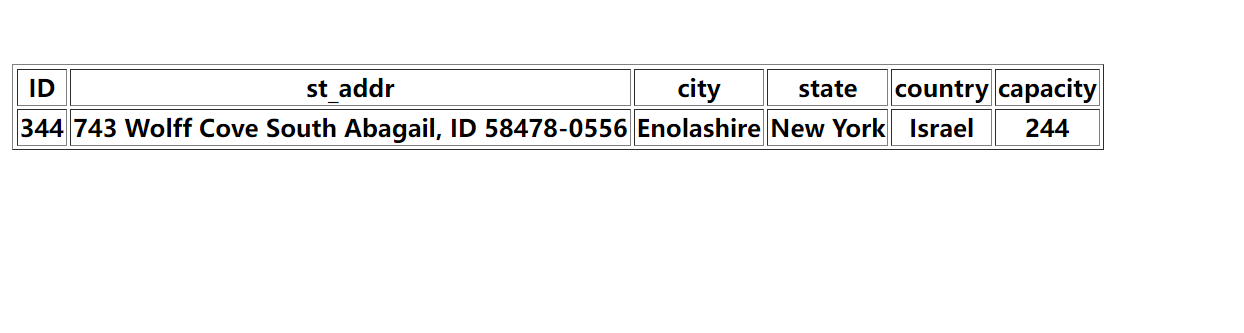 ID st_addr city state country capacity
344 743 Wolff Cove South Abagail, ID 58478-0556 Enolashire New York Israel 244